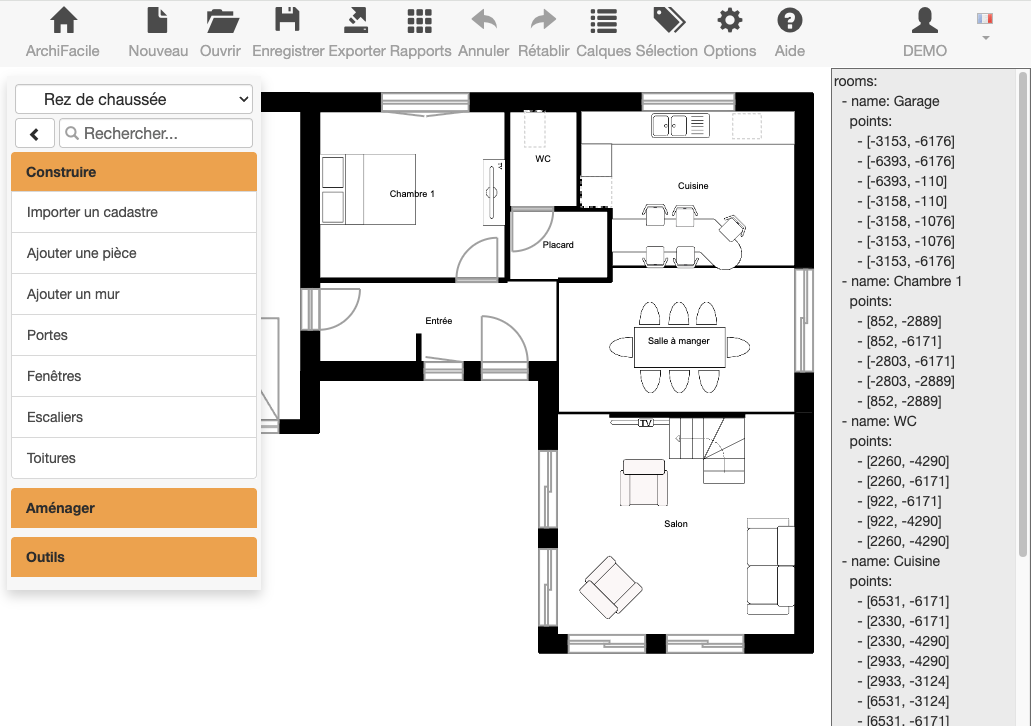 ArchiFacile Nouveau Ouvrir Enregistrer Exporter Rapports Annuler Rétablir Calques Sélection Options Aide DEMO
Rez de chaussée
Rechercher...
Construire
Importer un cadastre
Ajouter une pièce
Ajouter un mur
Portes
Fenêtres
Escaliers
Toitures
Aménager
Outils
WC
Chambre 1
Cuisine
Placard
Entrée
Salle à manger
TV
Salon
rooms:
- name: Garage
points:
- [-3153, -6176]
- [-6393, -6176]
- [-6393, -110]
- [-3158, -110]
- [-3158, -1076]
- [-3153, -1076]
- [-3153, -6176]
- name: Chambre 1
points:
- [852, -2889]
- [852, -6171]
- [-2803, -6171]
- [-2803, -2889]
- [852, -2889]
- name: WC
points:
- [2260, -4290]
- [2260, -6171]
- [922, -6171]
- [922, -4290]
- [2260, -4290]
- name: Cuisine
points:
- [6531, -6171]
- [2330, -6171]
- [2330, -4290]
- [2933, -4290]
- [2933, -3124]
- [6531, -3124]
- [6531, -6171]